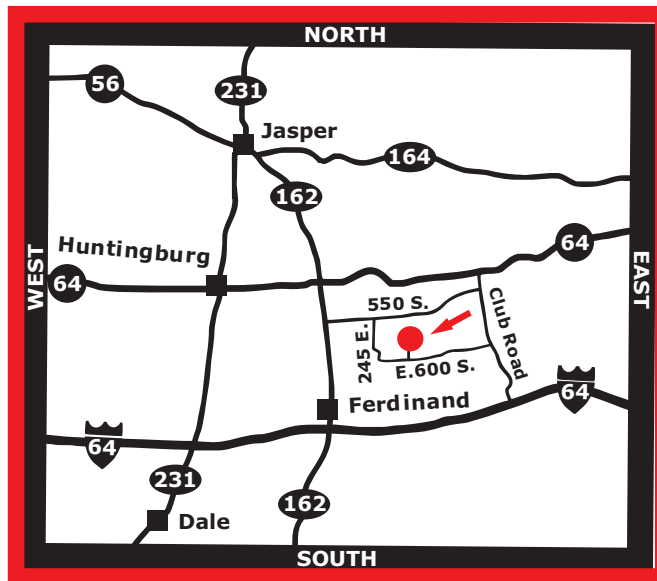 NORTH
56
231
Jasper
164
162
WEST
Huntingburg
64
EAST
64
550 S.
Club Road
245 E.
E.600 S.
64
Ferdinand
64
231
162
Dale
SOUTH